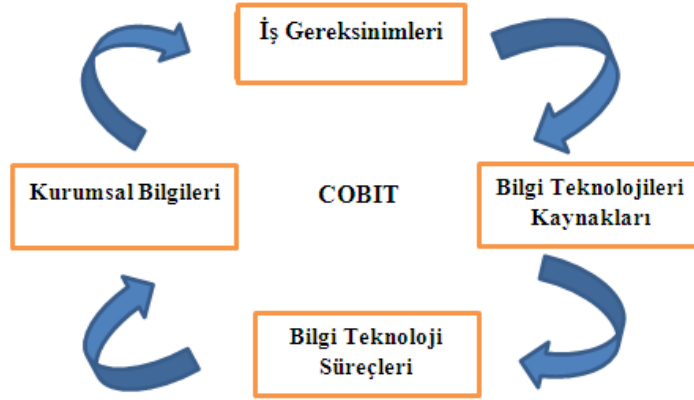 İş Gereksinimleri
Kurumsal Bilgileri
COBIT
Bilgi Teknolojileri
Kaynakları
Bilgi Teknoloji
Süreçleri